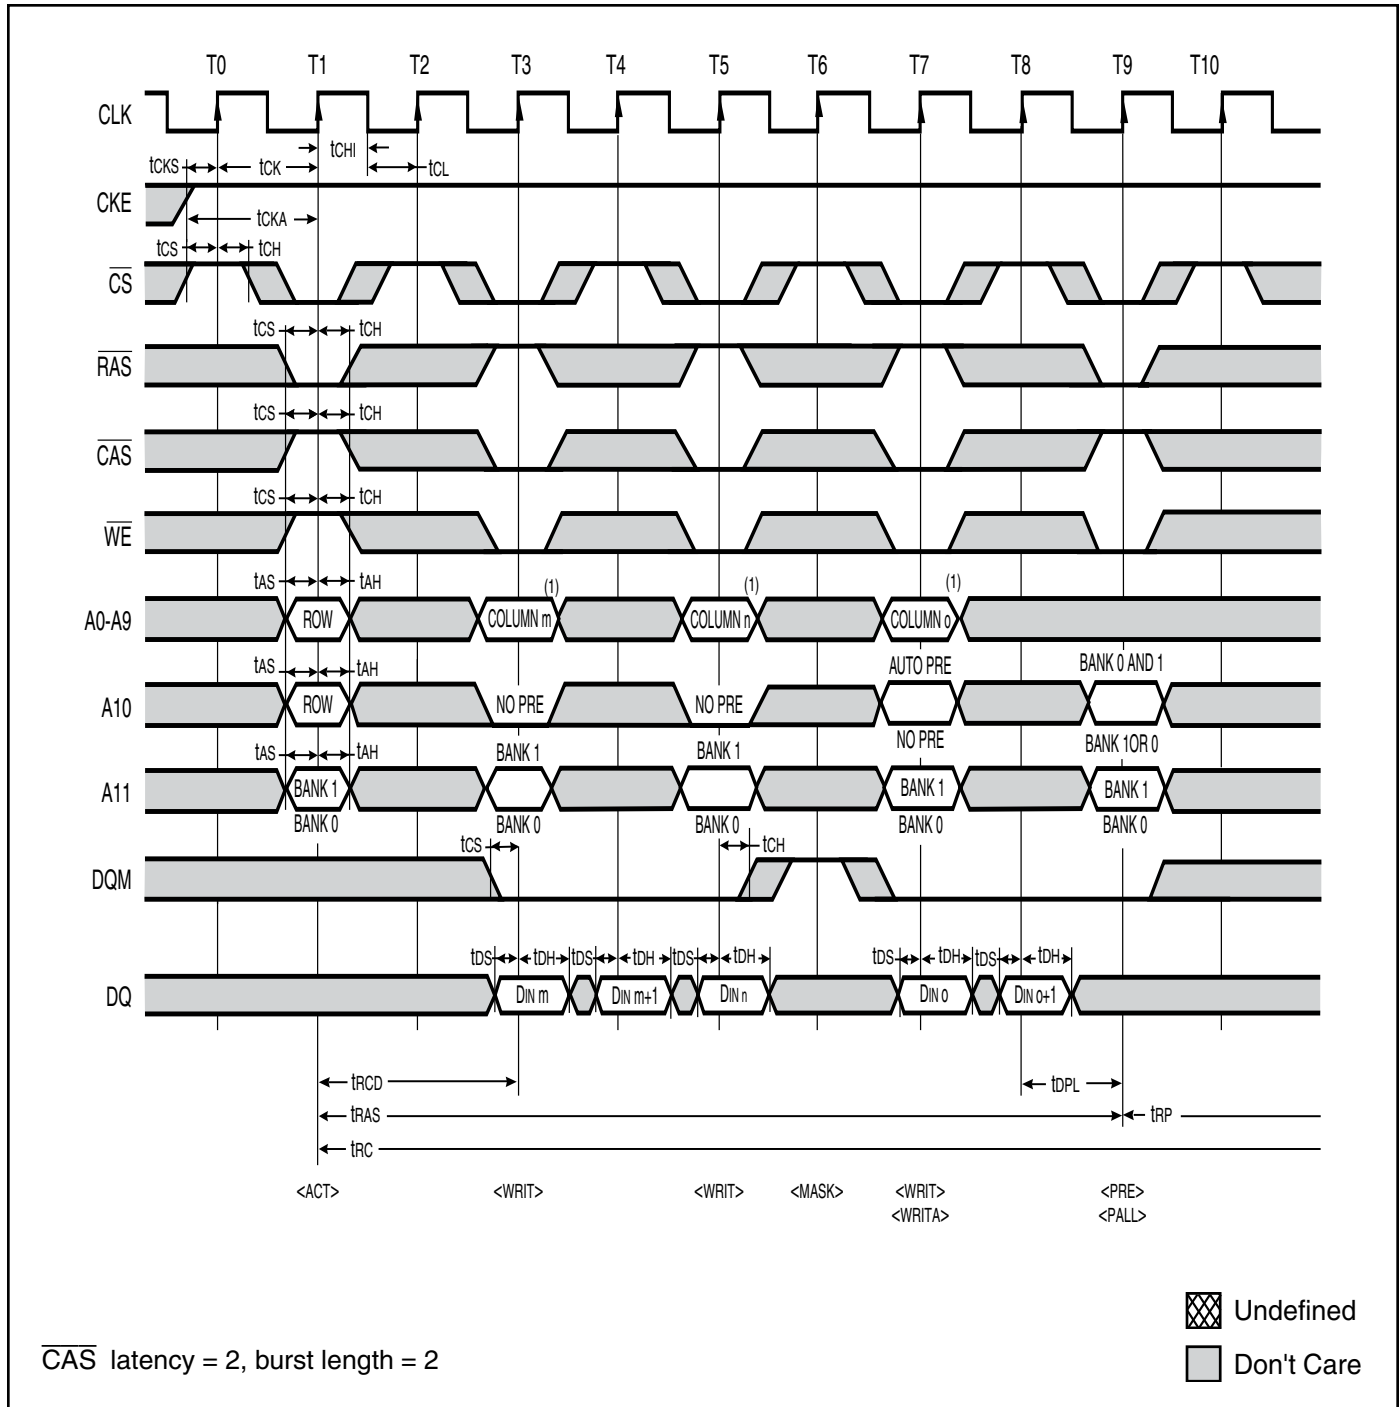 T0 T1 T2 T3 T4 T5 T6 T7 T8 T9 T10
CLK
tCHI
tCKS tCK tCL
CKE
tCKA
tCS tCH
CS
tCS tCH
RAS
tCS tCH
CAS
tCS tCH
WE
tAS tAH (1) (1) (1)
A0-A9 ROW COLUMN m COLUMN n COLUMN o
tAS tAH AUTO PRE BANK 0 AND 1
A10 ROW NO PRE NO PRE
NO PRE BANK 1OR 0
tAS tAH BANK 1 BANK 1
A11 BANK 1 BANK 1 BANK 1
BANK 0 BANK 0 BANK 0 BANK 0 BANK 0
tCS tCH
DQM
tDS tDH tDS tDH tDS tDH tDS tDH tDS tDH
DQ DIN m DIN m+1 DIN n DIN o DIN o+1
tRCD tDPL
tRAS tRP
tRC
<ACT> <WRIT> <WRIT> <MASK> <WRIT> <PRE>
<WRITA> <PALL>
Undefined
CAS latency = 2, burst length = 2
Don't Care